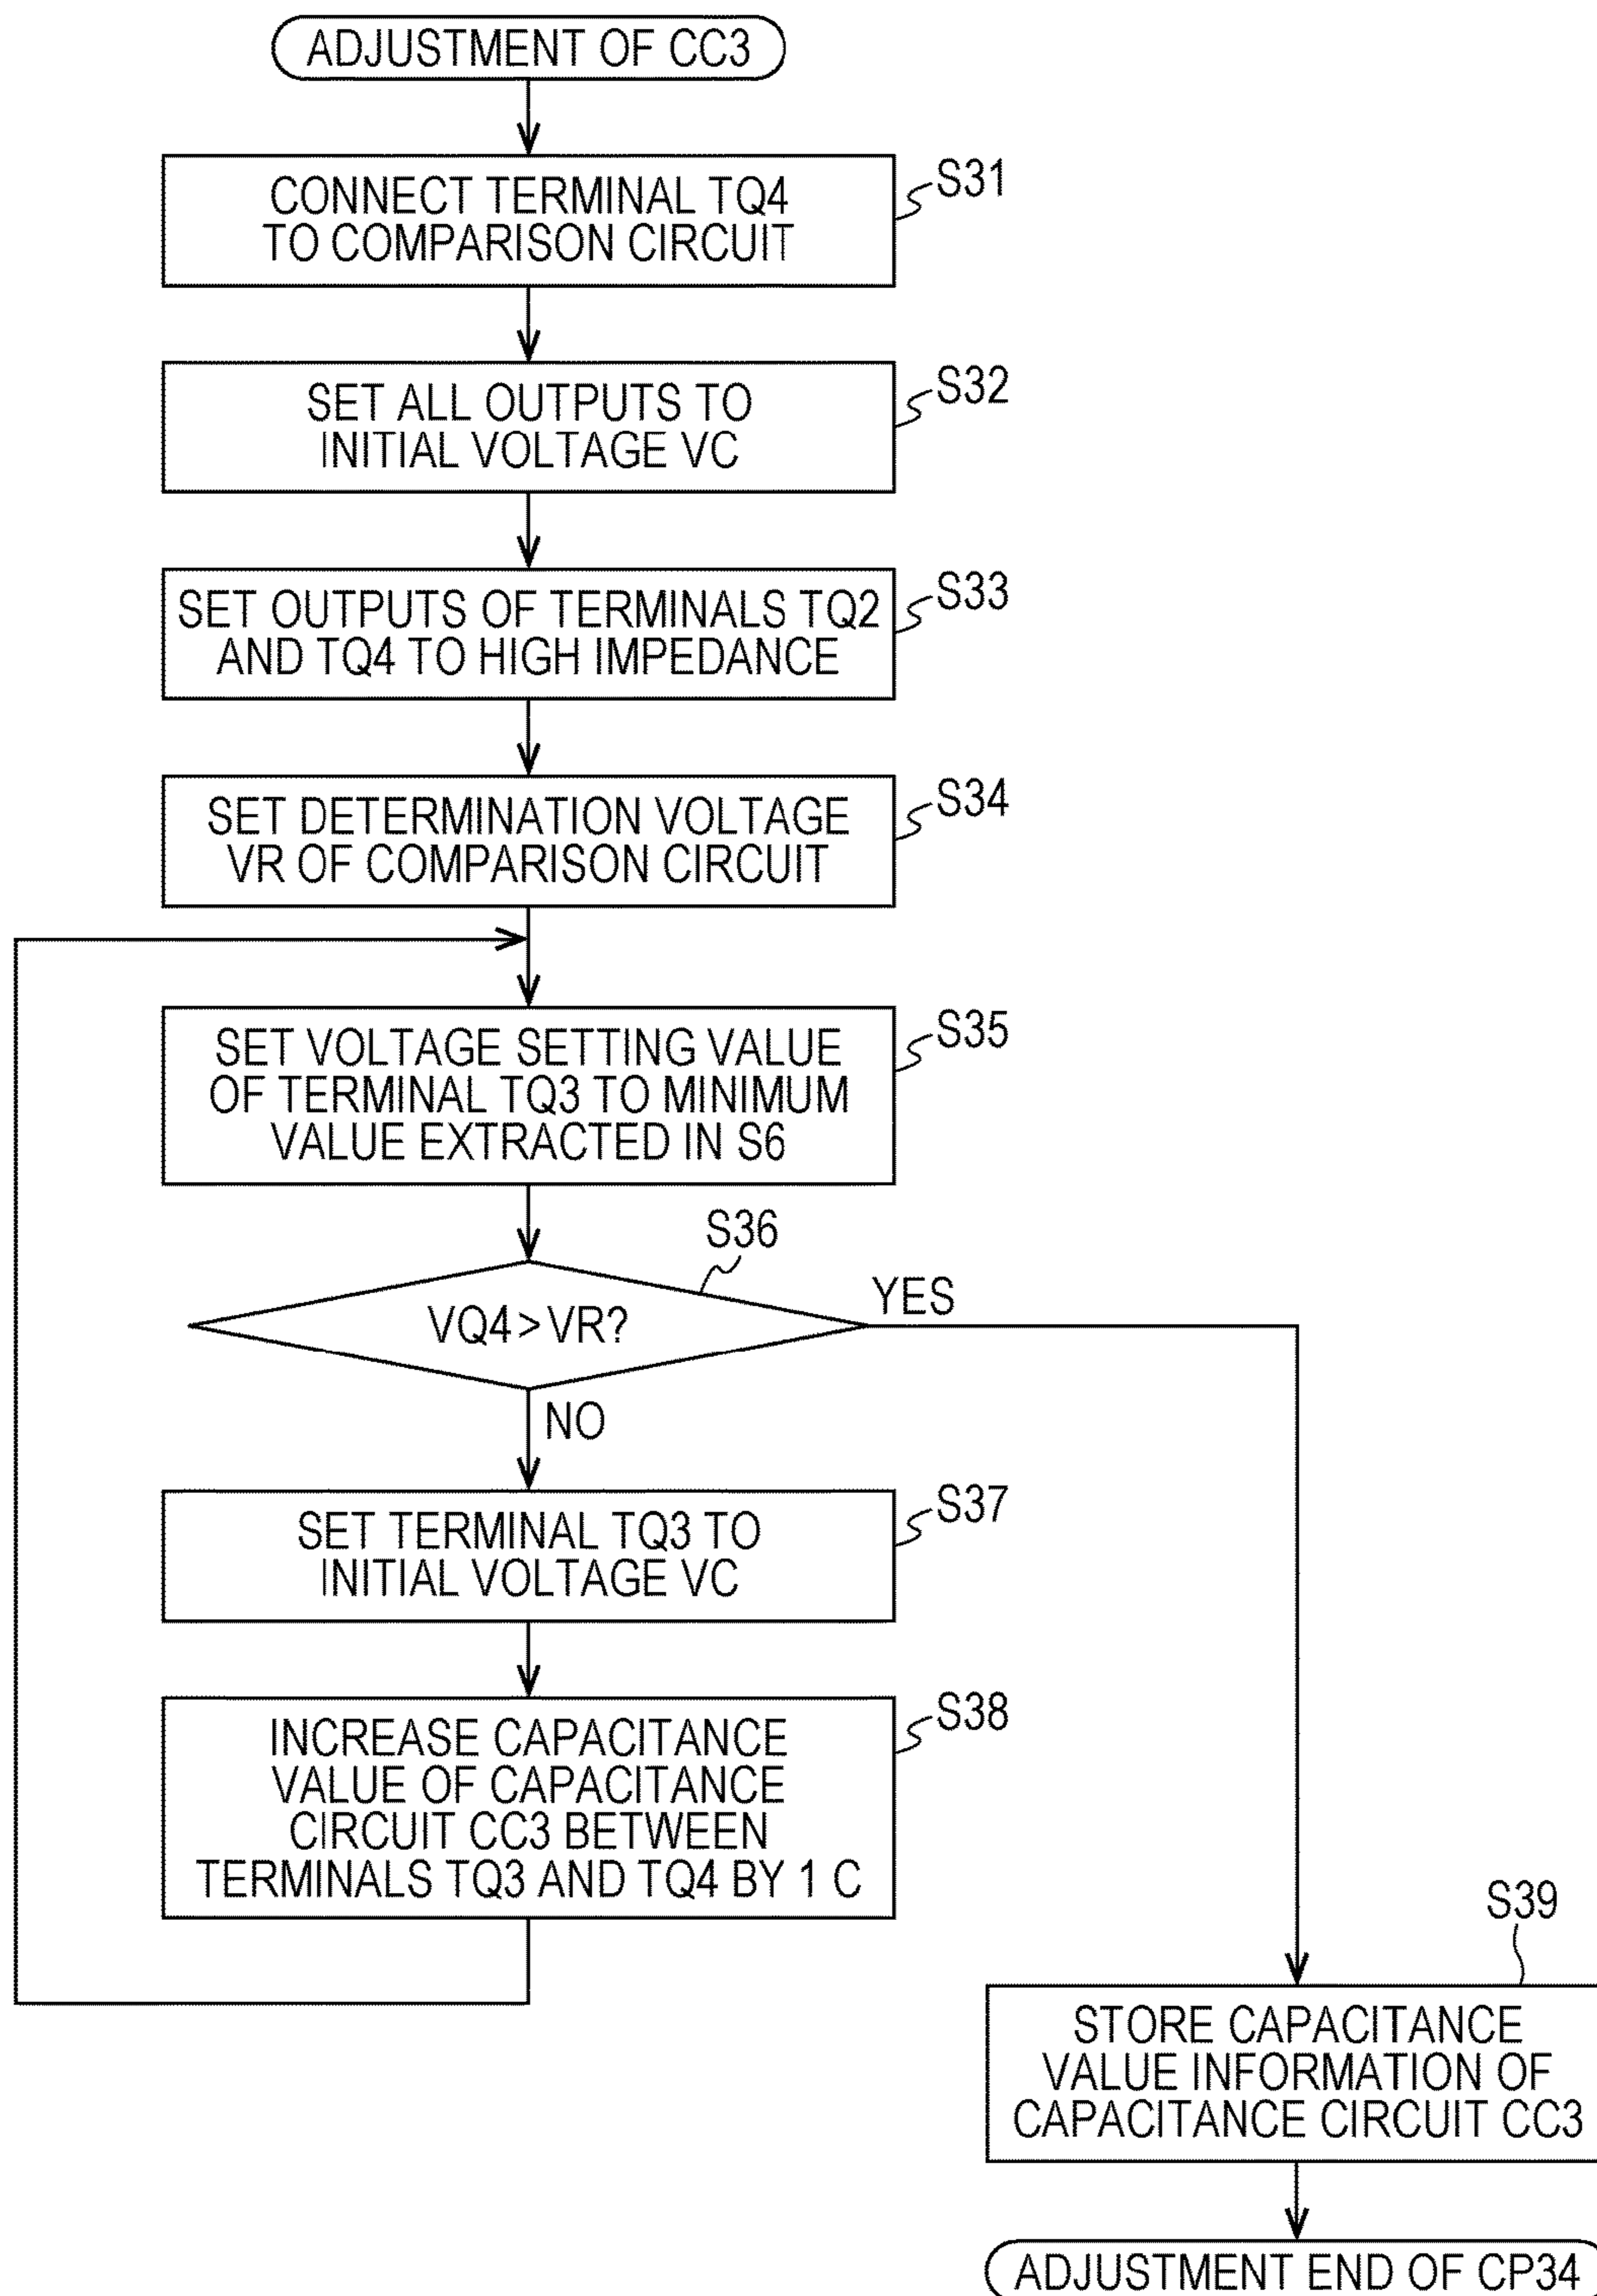 ADJUSTMENT OF CC3
CONNECT TERMINAL TQ4
TO COMPARISON CIRCUIT
S31
SET ALL OUTPUTS TO
INITIAL VOLTAGE VC
S32
SET OUTPUTS OF TERMINALS TQ2
AND TQ4 TO HIGH IMPEDANCE
S33
SET DETERMINATION VOLTAGE
VR OF COMPARISON CIRCUIT
S34
SET VOLTAGE SETTING VALUE
OF TERMINAL TQ3 TO MINIMUM
VALUE EXTRACTED IN S6
S35
S36
VQ4>VR?
YES
NO
SET TERMINAL TQ3 TO
INITIAL VOLTAGE VC
S37
INCREASE CAPACITANCE
VALUE OF CAPACITANCE
CIRCUIT CC3 BETWEEN
TERMINALS TQ3 AND TQ4 BY 1 C
S38
S39
STORE CAPACITANCE
VALUE INFORMATION OF
CAPACITANCE CIRCUIT CC3
ADJUSTMENT END OF CP34